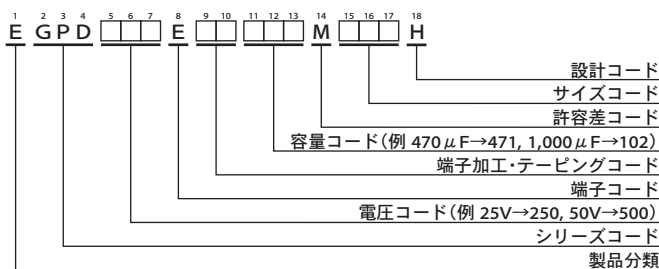 1 2 3 4 5 6 7 8 9 10 11 12 13 14 15 16 17 18
E G P D □□□ E □□ □□□ M □□□ H
設計コード
サイズコード
許容差コード
容量コード(例 470μF→471, 1,000μF→102)
端子加工・テーピングコード
端子コード
電圧コード(例 25V→250, 50V→500)
シリーズコード
製品分類